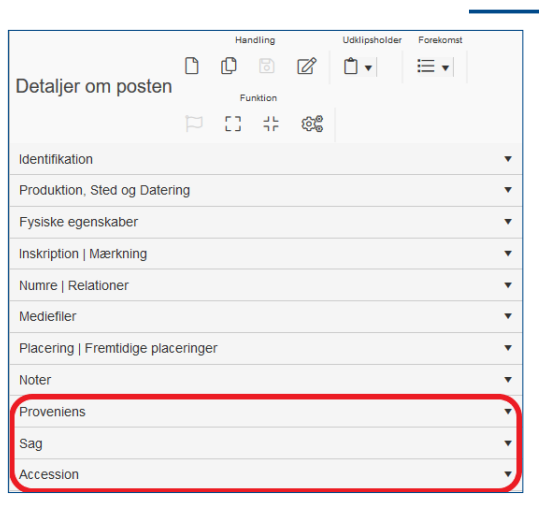 Handling Udklipsholder Forekomst
Detaljer om posten
Funktion
Identifikation
Produktion, Sted og Datering
Fysiske egenskaber
Inskription | Mærkning
Numre | Relationer
Mediefiler
Placering | Fremtidige placeringer
Noter
Proveniens
Sag
Accession